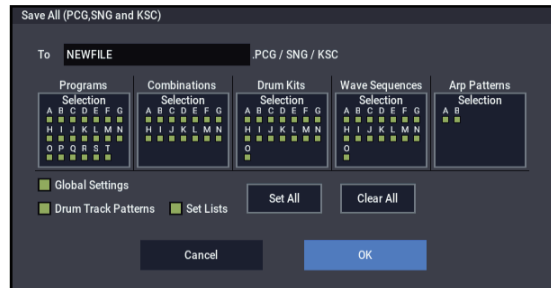 Save All (PCG,SNG and KSC)
To NEWFILE .PCG / SNG / KSC
Programs Combinations Drum Kits Wave Sequences Arp Patterns
Selection Selection Selection Selection Selection
A B C D E F G A B C D E F G A B C D E F G A B C D E F G A B
H I J K L M N H I J K L M N H I J K L M N H I J K L M N
O P Q R S T O O
Global Settings
Drum Track Patterns Set Lists Set All Clear All
Cancel OK